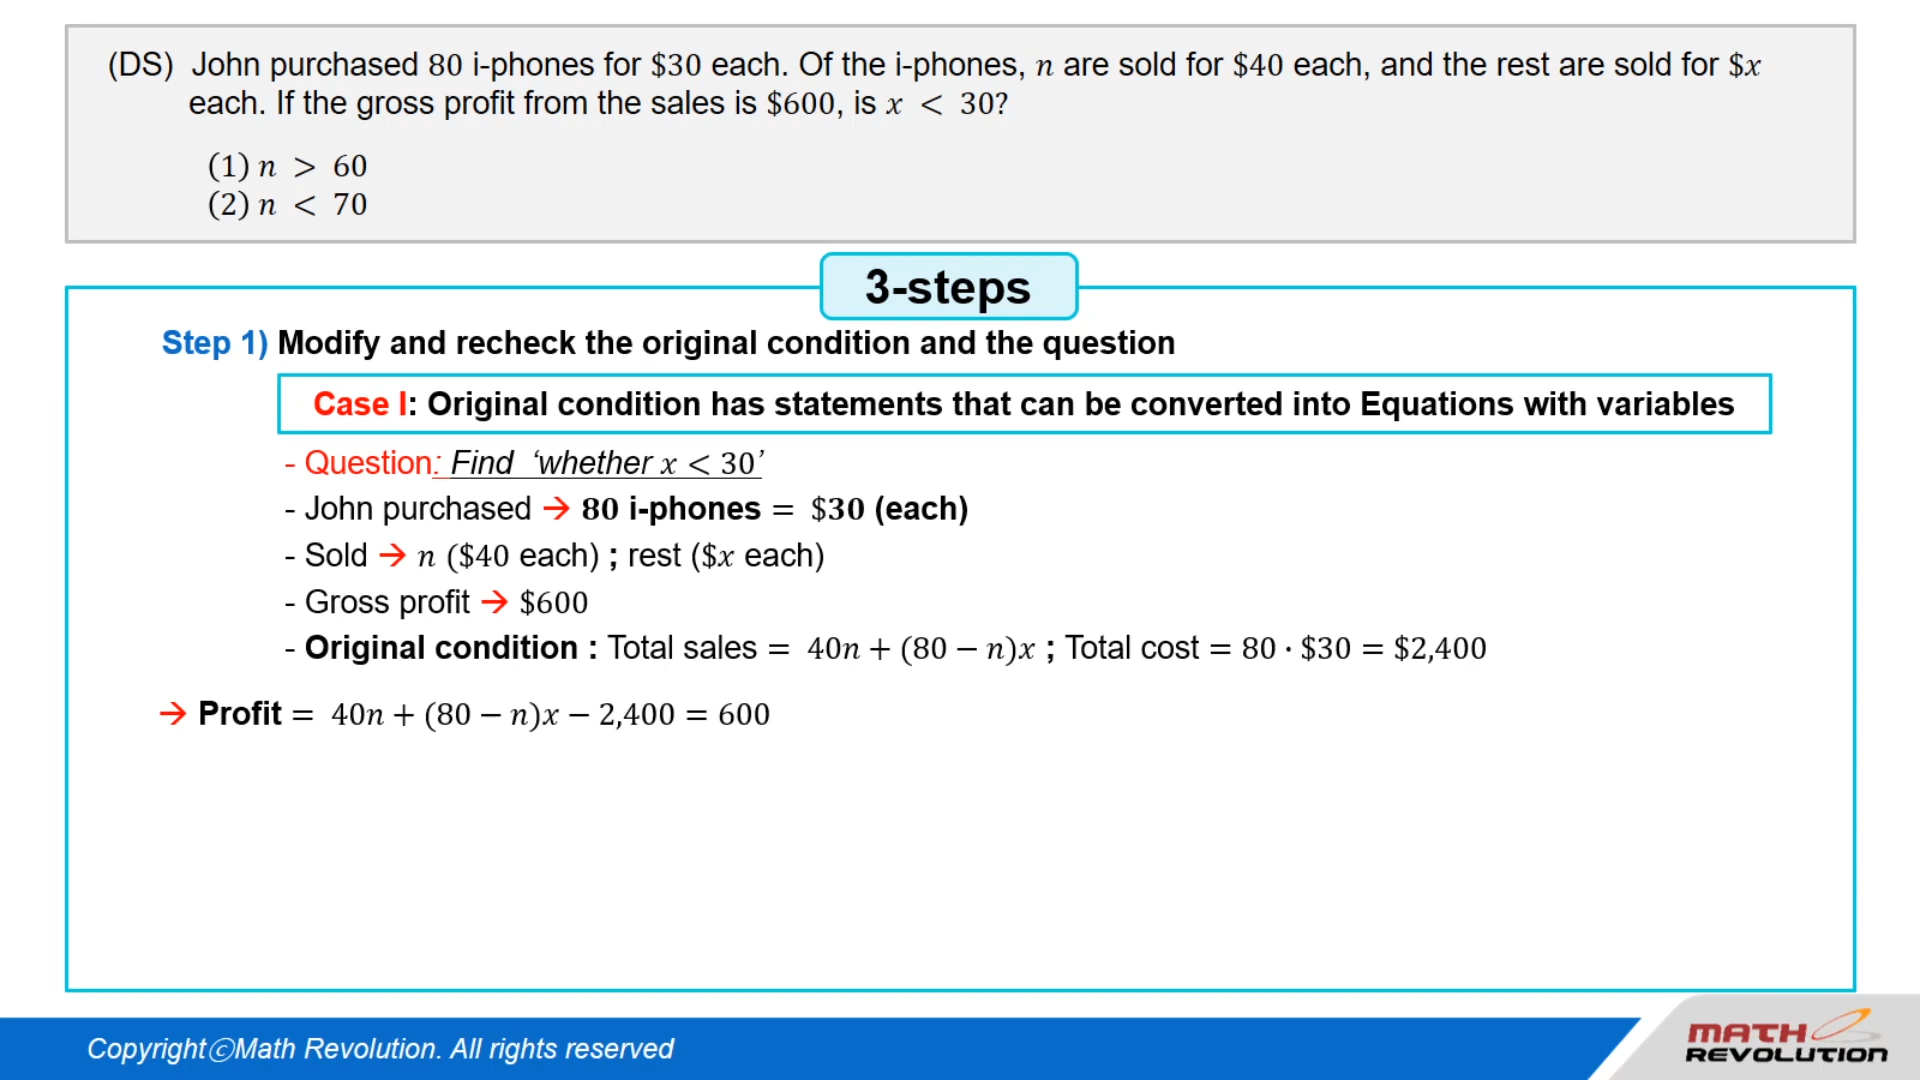 (DS) John purchased 80 i-phones for $30 each. Of the i-phones, n are sold for $40 each, and the rest are sold for $x
each. If the gross profit from the sales is $600, is x < 30?
(1) n > 60
(2) n < 70
3-steps
Step 1) Modify and recheck the original condition and the question
Case I: Original condition has statements that can be converted into Equations with variables
- Question: Find ‘whether x < 30’
- John purchased → 80 i-phones = $30 (each)
- Sold → n ($40 each) ; rest ($x each)
- Gross profit → $600
- Original condition : Total sales = 40n + (80 − n)x ; Total cost = 80 · $30 = $2,400
→ Profit = 40n + (80 − n)x − 2,400 = 600
CopyrightⓒMath Revolution. All rights reserved
MATH
REVOLUTION